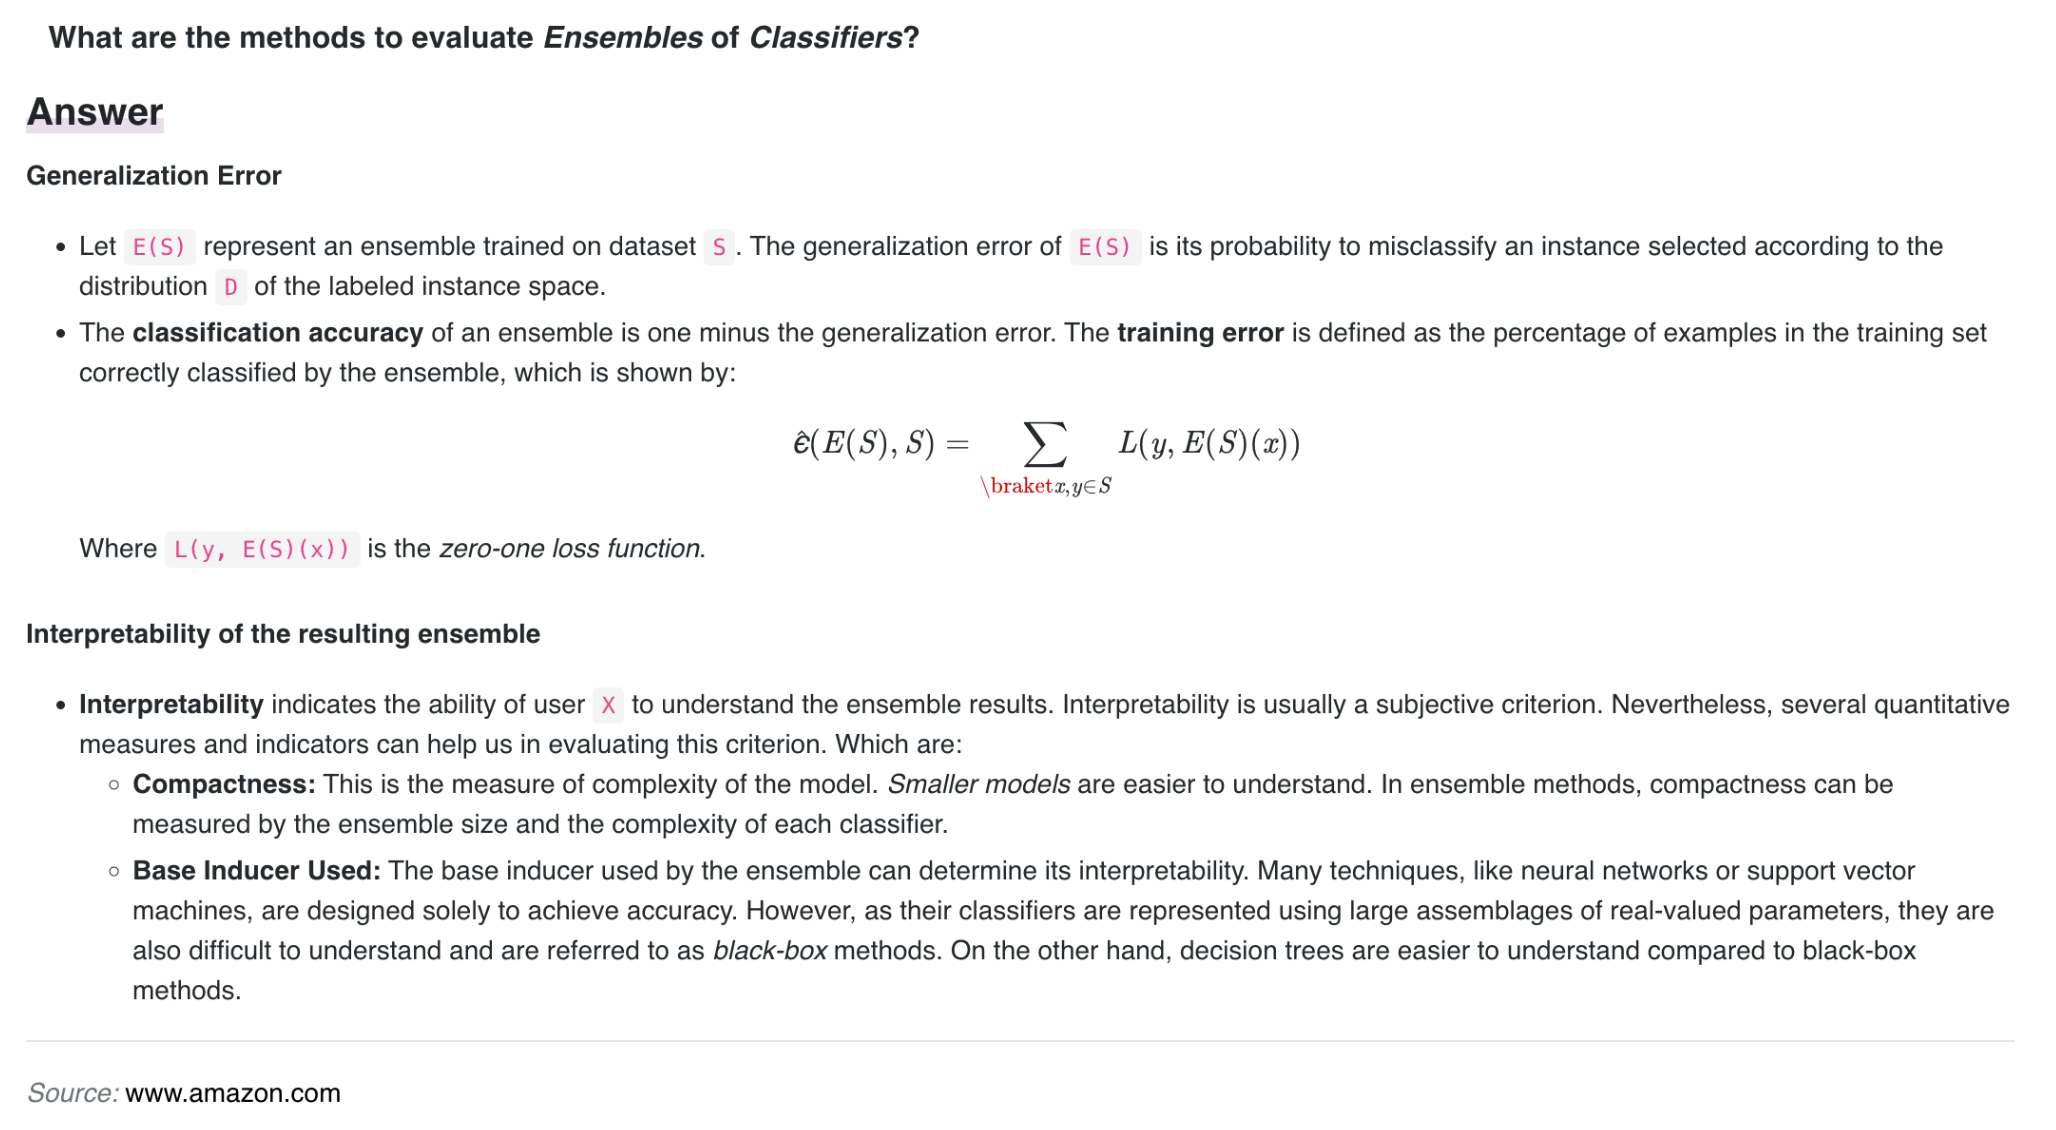 What are the methods to evaluate Ensembles of Classifiers?
Answer
Generalization Error
• Let E(S) represent an ensemble trained on dataset S. The generalization error of E(S) is its probability to misclassify an instance selected according to the
distribution D of the labeled instance space.
• The classification accuracy of an ensemble is one minus the generalization error. The training error is defined as the percentage of examples in the training set
correctly classified by the ensemble, which is shown by:
ϵ̂(E(S), S) = ∑ L(y, E(S)(x))
\braketx,y∈S
Where L(y, E(S)(x)) is the zero-one loss function.
Interpretability of the resulting ensemble
• Interpretability indicates the ability of user X to understand the ensemble results. Interpretability is usually a subjective criterion. Nevertheless, several quantitative
measures and indicators can help us in evaluating this criterion. Which are:
◦ Compactness: This is the measure of complexity of the model. Smaller models are easier to understand. In ensemble methods, compactness can be
measured by the ensemble size and the complexity of each classifier.
◦ Base Inducer Used: The base inducer used by the ensemble can determine its interpretability. Many techniques, like neural networks or support vector
machines, are designed solely to achieve accuracy. However, as their classifiers are represented using large assemblages of real-valued parameters, they are
also difficult to understand and are referred to as black-box methods. On the other hand, decision trees are easier to understand compared to black-box
methods.
Source: www.amazon.com